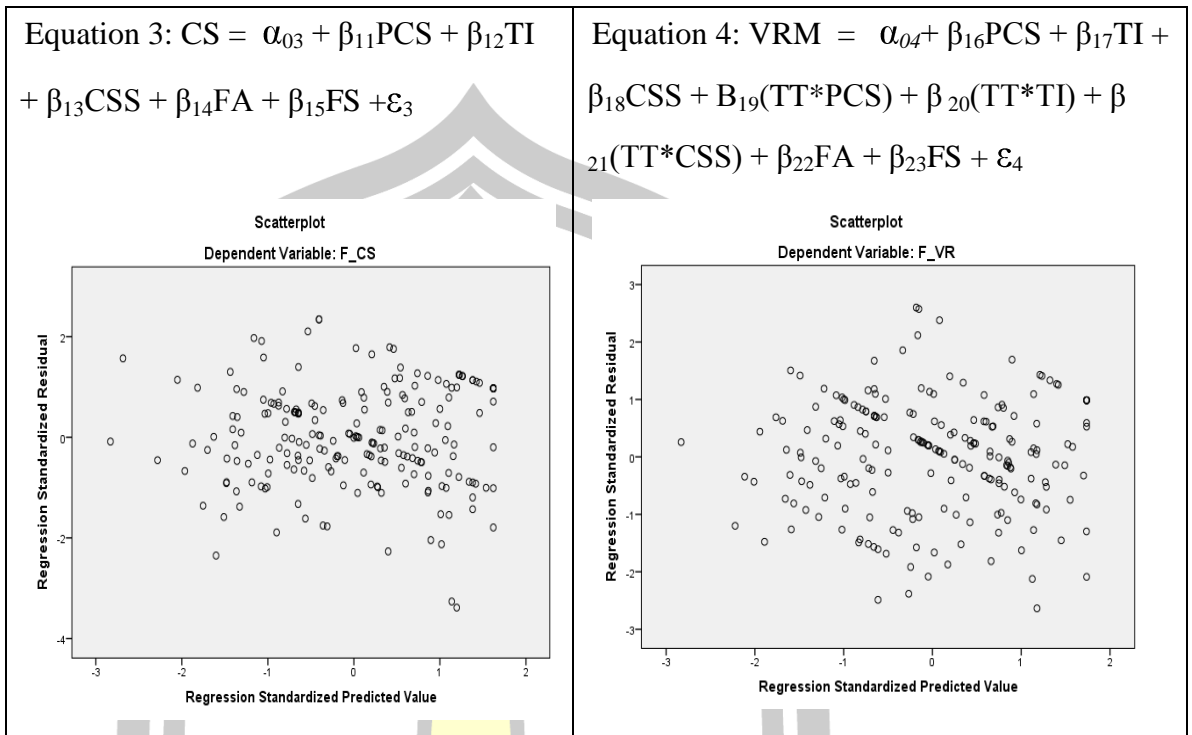 Equation 3: CS = α₀₃ + β₁₁PCS + β₁₂TI
+ β₁₃CSS + β₁₄FA + β₁₅FS +ε₃
Scatterplot
Dependent Variable: F_CS
Regression Standardized Residual
2
0
-2
-4
-3
-2
-1
0
1
2
Regression Standardized Predicted Value
Equation 4: VRM = α₀₄+ β₁₆PCS + β₁₇TI +
β₁₈CSS + B₁₉(TT*PCS) + β ₂₀(TT*TI) + β
₂₁(TT*CSS) + β₂₂FA + β₂₃FS + ε₄
Scatterplot
Dependent Variable: F_VR
Regression Standardized Residual
3
2
1
0
-1
-2
-3
-3
-2
-1
0
1
2
Regression Standardized Predicted Value